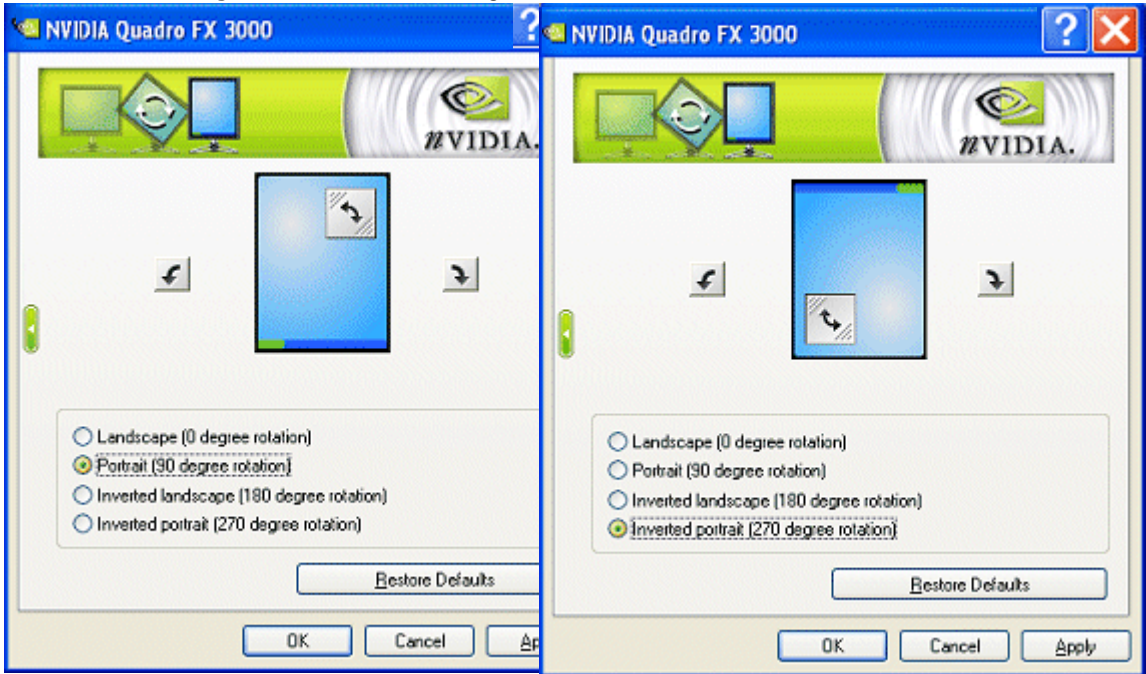 NVIDIA Quadro FX 3000
?
nVIDIA.
Landscape (0 degree rotation)
Portrait (90 degree rotation)
Inverted landscape (180 degree rotation)
Inverted portrait (270 degree rotation)
Restore Defaults
OK Cancel Ap
NVIDIA Quadro FX 3000
?
nVIDIA.
Landscape (0 degree rotation)
Portrait (90 degree rotation)
Inverted landscape (180 degree rotation)
Inverted portrait (270 degree rotation)
Restore Defaults
OK Cancel Apply